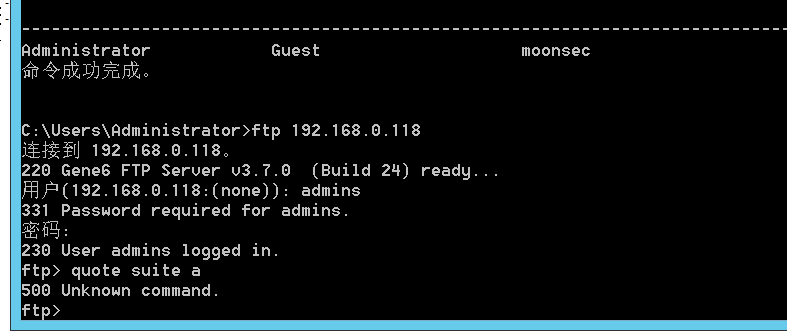 --------------------------------------------------------------------------------
Administrator Guest moonsec
命令成功完成。
C:\Users\Administrator>ftp 192.168.0.118
连接到 192.168.0.118。
220 Gene6 FTP Server v3.7.0 (Build 24) ready...
用户(192.168.0.118:(none)): admins
331 Password required for admins.
密码:
230 User admins logged in.
ftp> quote suite a
500 Unknown command.
ftp>